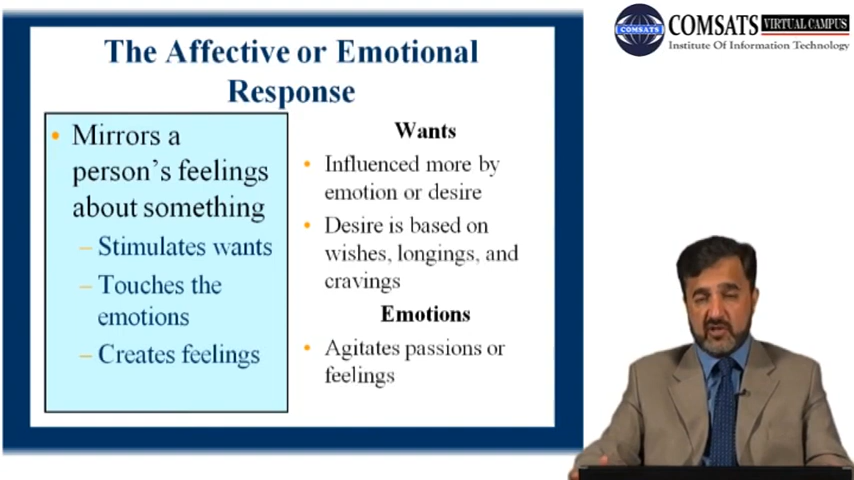 The Affective or Emotional
Response
• Mirrors a
person's feelings
about something
– Stimulates wants
– Touches the
emotions
– Creates feelings
Wants
• Influenced more by
emotion or desire
• Desire is based on
wishes, longings, and
cravings
Emotions
• Agitates passions or
feelings
COMSATS
COMSATS VIRTUAL CAMPUS
Institute Of Information Technology